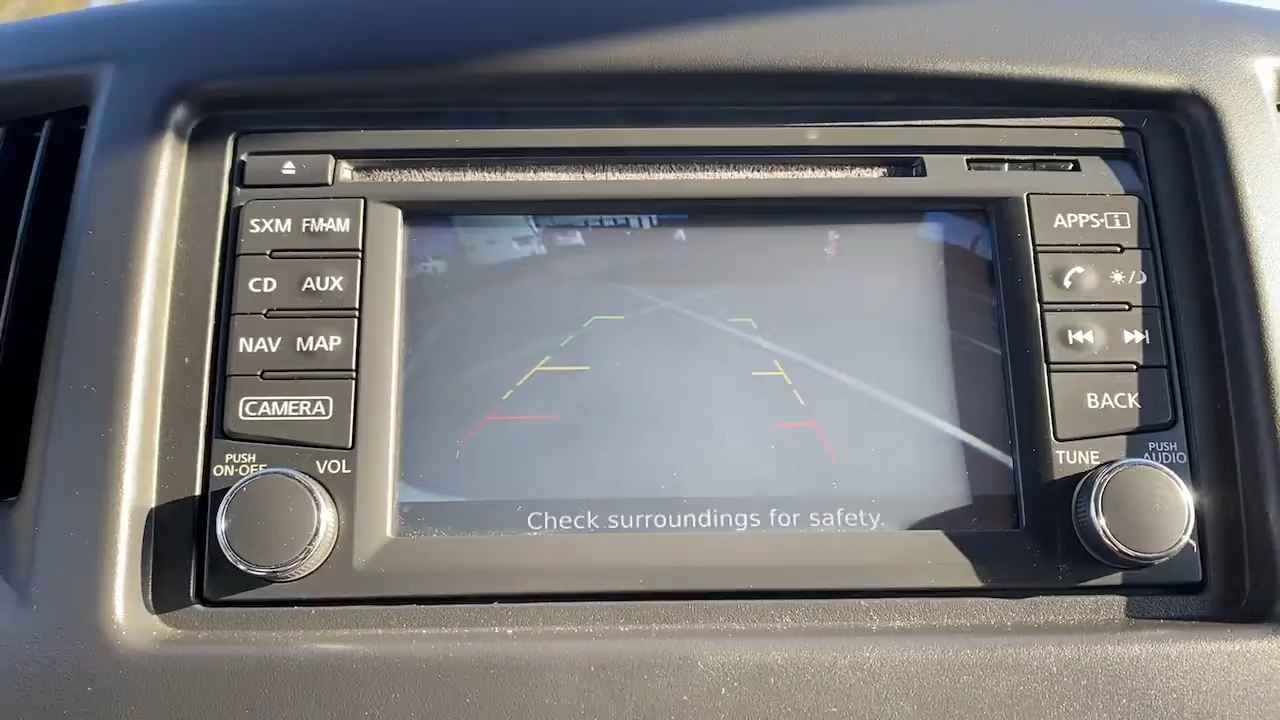 SXM FM·AM
CD AUX
NAV MAP
CAMERA
PUSH
ON·OFF
VOL
Check surroundings for safety.
APPS·i
BACK
TUNE
PUSH
AUDIO